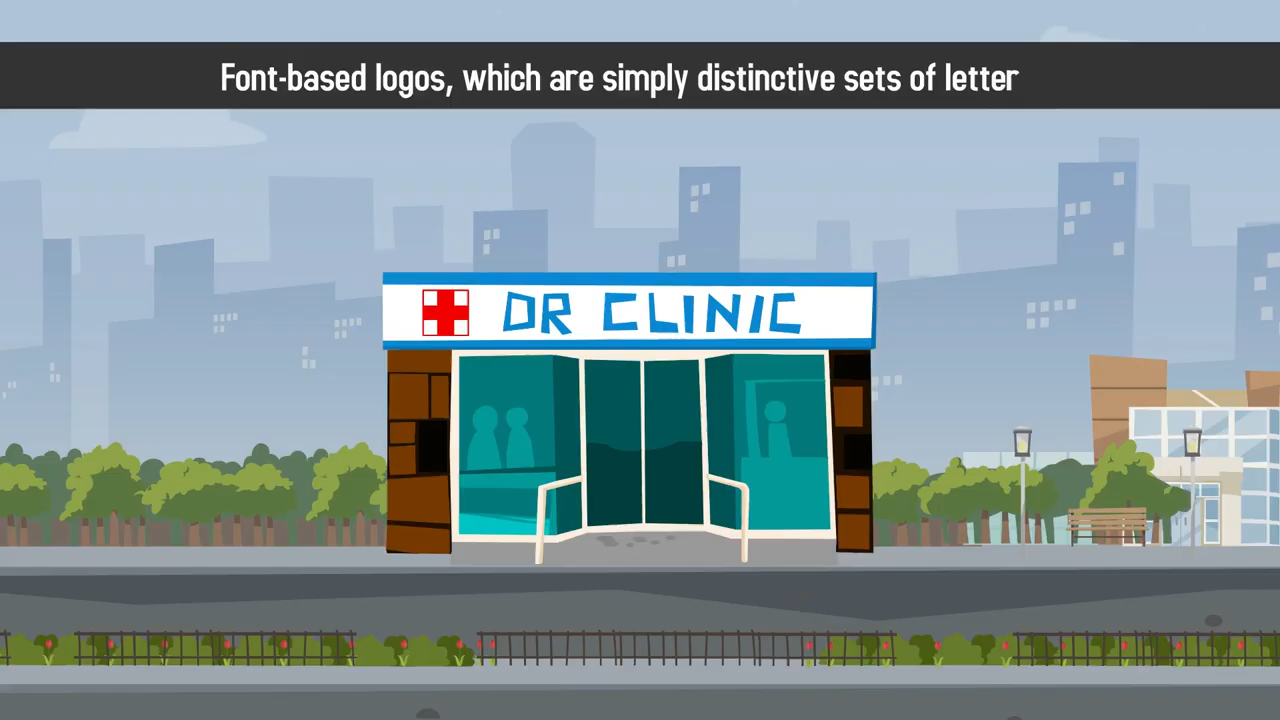 Font-based logos, which are simply distinctive sets of letter
DR CLINIC